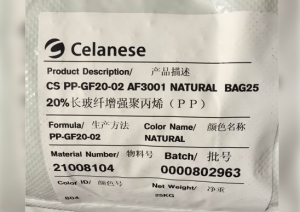 Celanese
Product Description/ 产品描述
CS PP-GF20-02 AF3001 NATURAL BAG25
20%长玻纤增强聚丙烯（PP）
Formula/ 生产方法 Color Name/ 颜色名称
PP-GF20-02 NATURAL
Material Number/ 物料号 Batch/ 批号
21008104 0000802963
Color ID/ 颜色号 Net Weight/ 净重
25KG